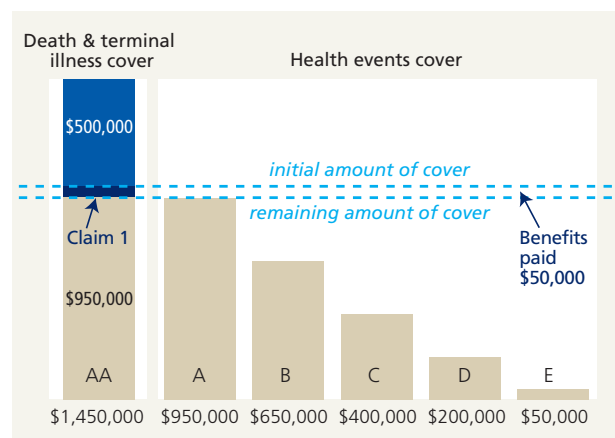 Death & terminal
illness cover
Health events cover
$500,000
initial amount of cover
remaining amount of cover
Claim 1
Benefits
paid
$50,000
$950,000
AA A B C D E
$1,450,000 $950,000 $650,000 $400,000 $200,000 $50,000